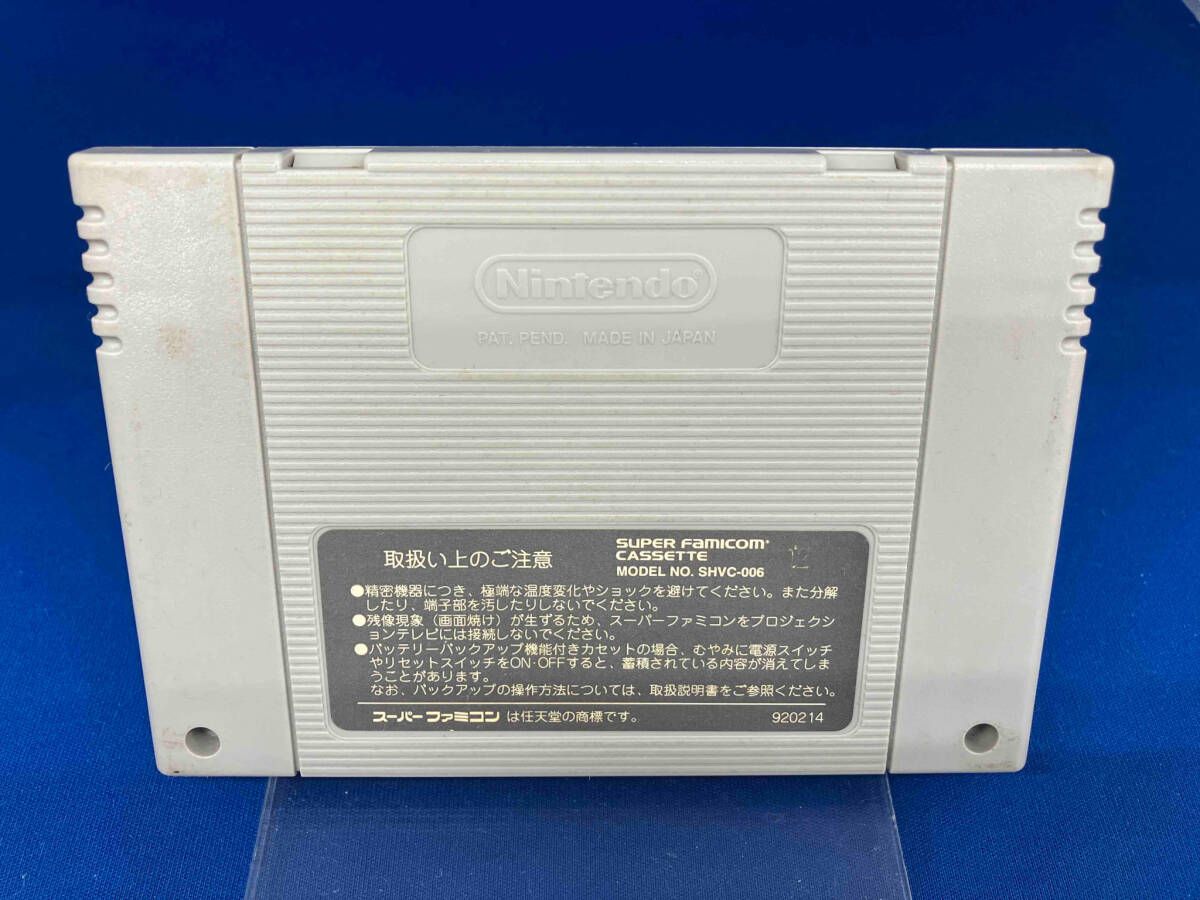 Nintendo®
PAT. PEND. MADE IN JAPAN
取扱い上のご注意
SUPER FAMICOM®
CASSETTE
MODEL NO. SHVC-006
12
●精密機器につき、極端な温度変化やショックを避けてください。また分解
したり、端子部を汚したりしないでください。
●残像現象（画面焼け）が生ずるため、スーパーファミコンをプロジェクシ
ョンテレビには接続しないでください。
●バッテリーバックアップ機能付きカセットの場合、むやみに電源スイッチ
やリセットスイッチをON・OFFすると、蓄積されている内容が消えてしま
うことがあります。
なお、バックアップの操作方法については、取扱説明書をご参照ください。
スーパーファミコン は任天堂の商標です。
920214